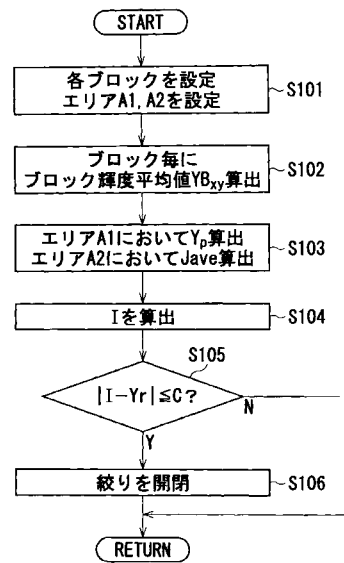 START
各ブロックを設定
エリアA1, A2を設定
S101
ブロック毎に
ブロック輝度平均値YBxy算出
S102
エリアA1においてYp算出
エリアA2においてJave算出
S103
Iを算出
S104
S105
|I−Yr|≦C?
N
Y
絞りを開閉
S106
RETURN